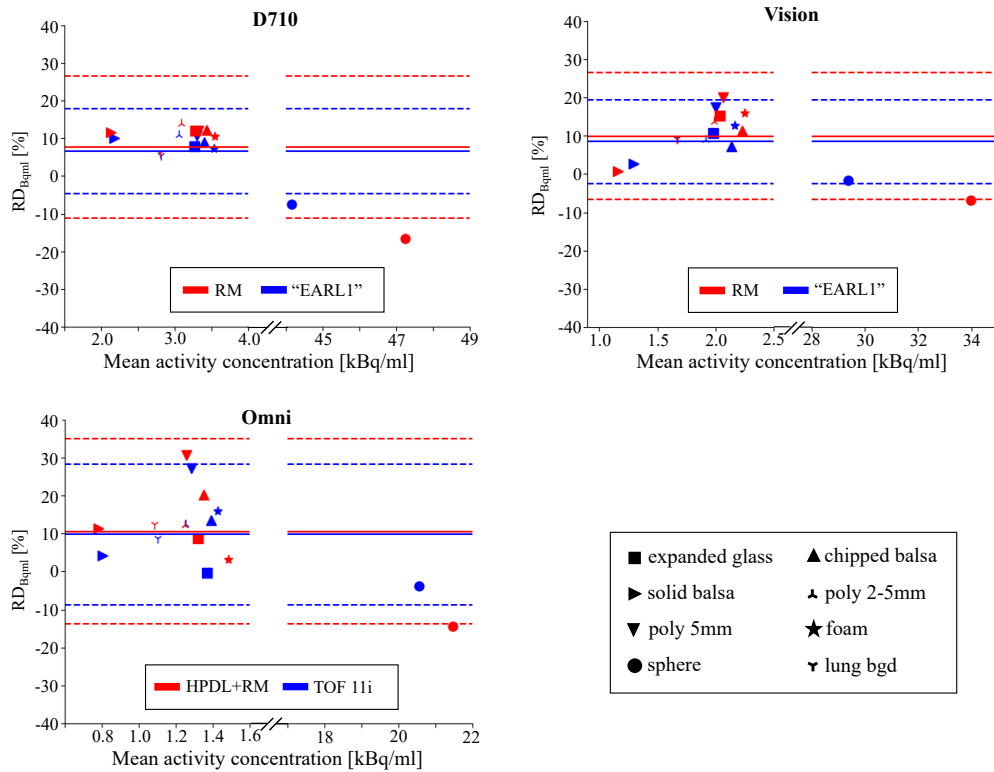 D710
40
30
20
10
0
-10
-20
-30
-40
RD_Bqml [%]
RM "EARL1"
2.0 3.0 4.0 45 47 49
Mean activity concentration [kBq/ml]
Vision
40
30
20
10
0
-10
-20
-30
-40
RD_Bqml [%]
RM “EARL1”
1.0 1.5 2.0 2.5 28 30 32 34
Mean activity concentration [kBq/ml]
Omni
40
30
20
10
0
-10
-20
-30
-40
RD_Bqml [%]
HPDL+RM TOF 11i
0.8 1.0 1.2 1.4 1.6 18 20 22
Mean activity concentration [kBq/ml]
expanded glass chipped balsa
solid balsa poly 2-5mm
poly 5mm foam
sphere lung bgd